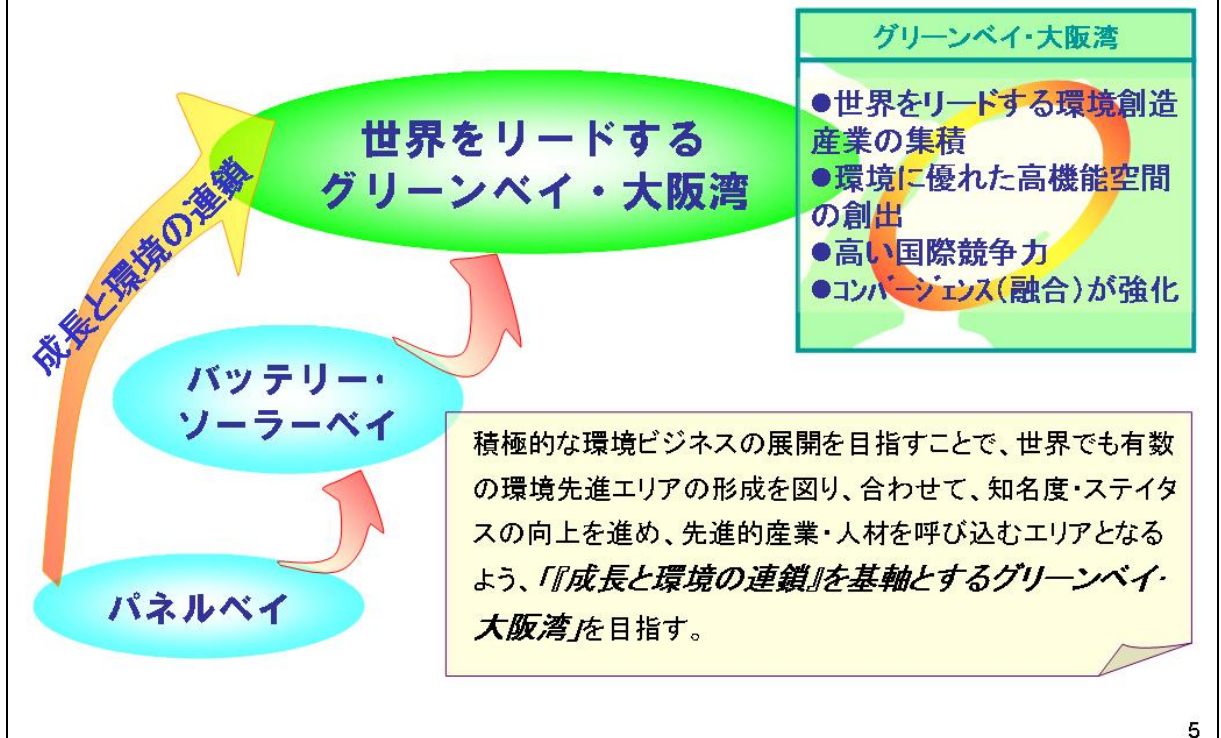 グリーンベイ・大阪湾
●世界をリードする環境創造
産業の集積
●環境に優れた高機能空間
の創出
●高い国際競争力
●コンバージェンス(融合)が強化
世界をリードする
グリーンベイ・大阪湾
成長と環境の連鎖
バッテリー・
ソーラーベイ
パネルベイ
積極的な環境ビジネスの展開を目指すことで、世界でも有数
の環境先進エリアの形成を図り、合わせて、知名度・ステイタ
スの向上を進め、先進的産業・人材を呼び込むエリアとなる
よう、「『成長と環境の連鎖』を基軸とするグリーンベイ・
大阪湾」を目指す。
5